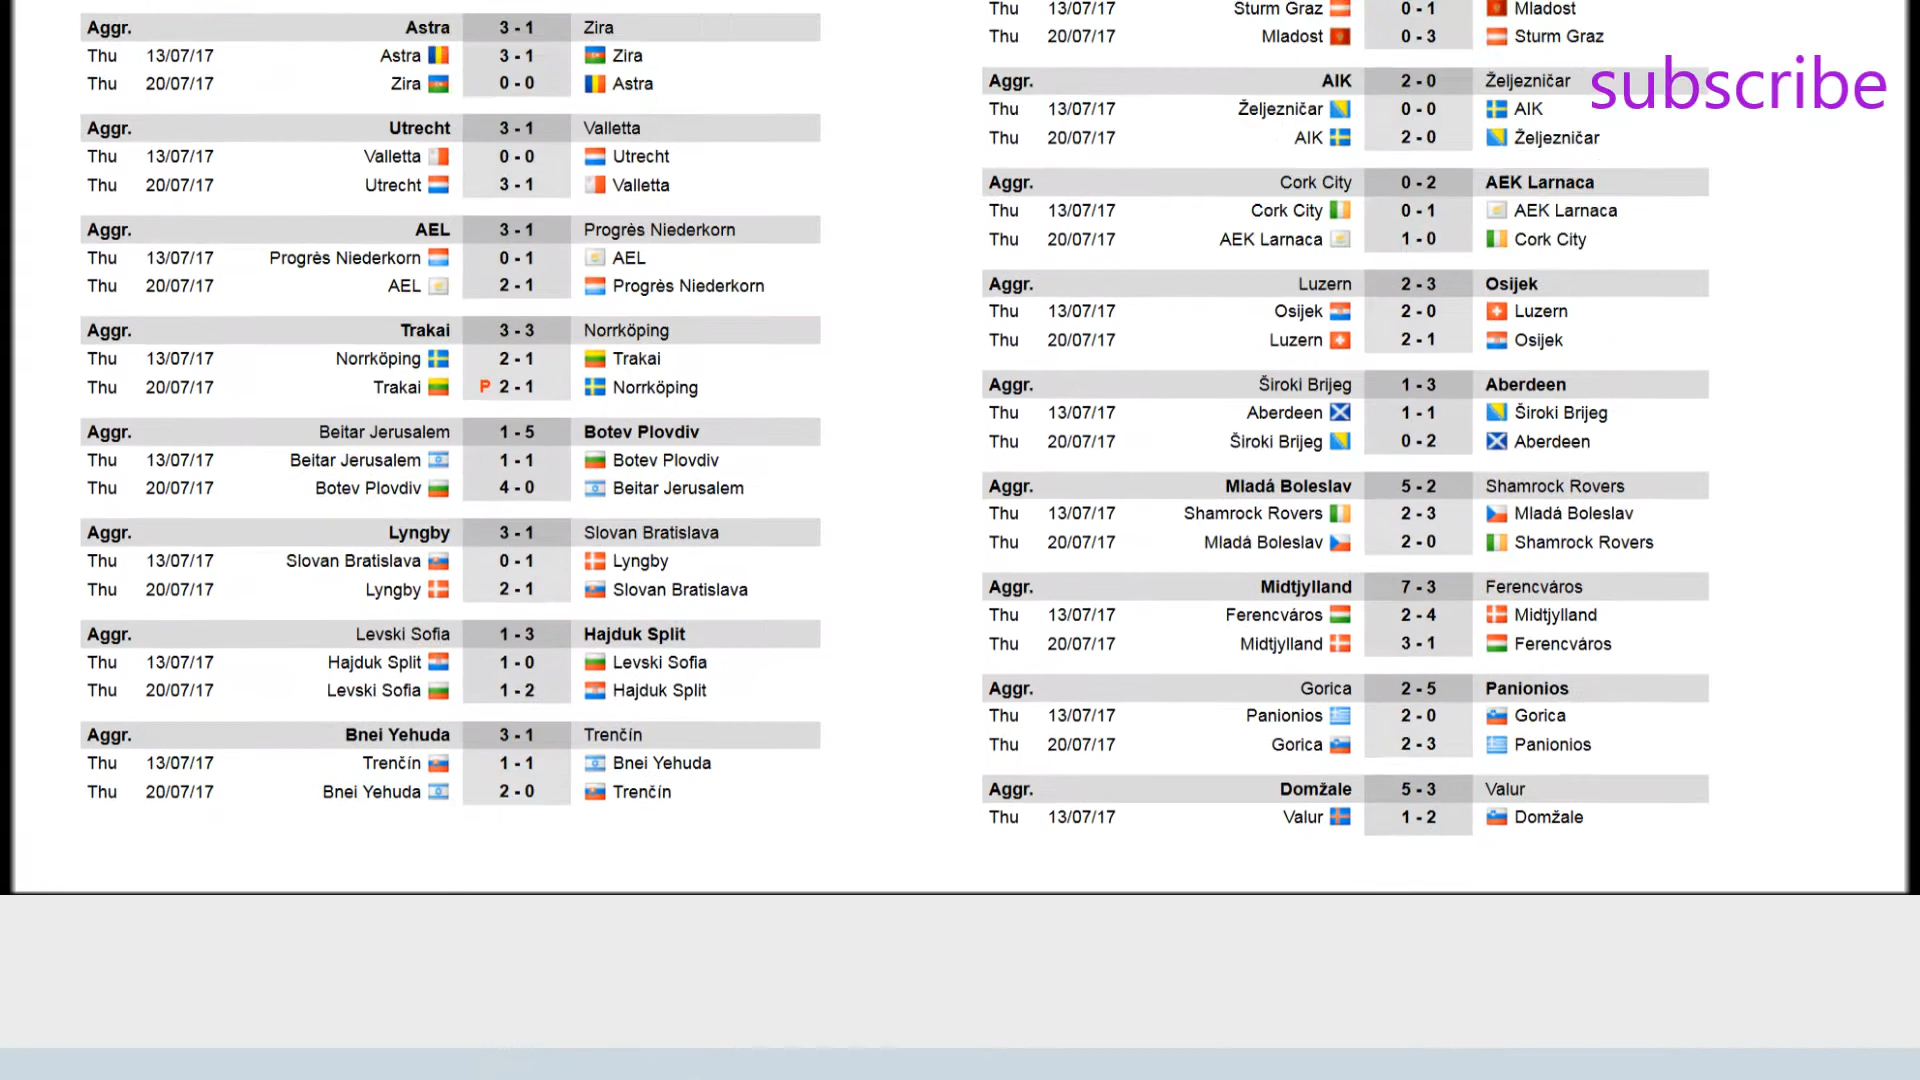 Aggr. Astra 3 - 1 Zira
Thu 13/07/17 Astra 3 - 1 Zira
Thu 20/07/17 Zira 0 - 0 Astra
Aggr. Utrecht 3 - 1 Valletta
Thu 13/07/17 Valletta 0 - 0 Utrecht
Thu 20/07/17 Utrecht 3 - 1 Valletta
Aggr. AEL 3 - 1 Progrès Niederkorn
Thu 13/07/17 Progrès Niederkorn 0 - 1 AEL
Thu 20/07/17 AEL 2 - 1 Progrès Niederkorn
Aggr. Trakai 3 - 3 Norrköping
Thu 13/07/17 Norrköping 2 - 1 Trakai
Thu 20/07/17 Trakai P 2 - 1 Norrköping
Aggr. Beitar Jerusalem 1 - 5 Botev Plovdiv
Thu 13/07/17 Beitar Jerusalem 1 - 1 Botev Plovdiv
Thu 20/07/17 Botev Plovdiv 4 - 0 Beitar Jerusalem
Aggr. Lyngby 3 - 1 Slovan Bratislava
Thu 13/07/17 Slovan Bratislava 0 - 1 Lyngby
Thu 20/07/17 Lyngby 2 - 1 Slovan Bratislava
Aggr. Levski Sofia 1 - 3 Hajduk Split
Thu 13/07/17 Hajduk Split 1 - 0 Levski Sofia
Thu 20/07/17 Levski Sofia 1 - 2 Hajduk Split
Aggr. Bnei Yehuda 3 - 1 Trenčín
Thu 13/07/17 Trenčín 1 - 1 Bnei Yehuda
Thu 20/07/17 Bnei Yehuda 2 - 0 Trenčín
Thu 13/07/17 Sturm Graz 0 - 1 Mladost
Thu 20/07/17 Mladost 0 - 3 Sturm Graz
subscribe
Aggr. AIK 2 - 0 Željezničar
Thu 13/07/17 Željezničar 0 - 0 AIK
Thu 20/07/17 AIK 2 - 0 Željezničar
Aggr. Cork City 0 - 2 AEK Larnaca
Thu 13/07/17 Cork City 0 - 1 AEK Larnaca
Thu 20/07/17 AEK Larnaca 1 - 0 Cork City
Aggr. Luzern 2 - 3 Osijek
Thu 13/07/17 Osijek 2 - 0 Luzern
Thu 20/07/17 Luzern 2 - 1 Osijek
Aggr. Široki Brijeg 1 - 3 Aberdeen
Thu 13/07/17 Aberdeen 1 - 1 Široki Brijeg
Thu 20/07/17 Široki Brijeg 0 - 2 Aberdeen
Aggr. Mladá Boleslav 5 - 2 Shamrock Rovers
Thu 13/07/17 Shamrock Rovers 2 - 3 Mladá Boleslav
Thu 20/07/17 Mladá Boleslav 2 - 0 Shamrock Rovers
Aggr. Midtjylland 7 - 3 Ferencváros
Thu 13/07/17 Ferencváros 2 - 4 Midtjylland
Thu 20/07/17 Midtjylland 3 - 1 Ferencváros
Aggr. Gorica 2 - 5 Panionios
Thu 13/07/17 Panionios 2 - 0 Gorica
Thu 20/07/17 Gorica 2 - 3 Panionios
Aggr. Domžale 5 - 3 Valur
Thu 13/07/17 Valur 1 - 2 Domžale